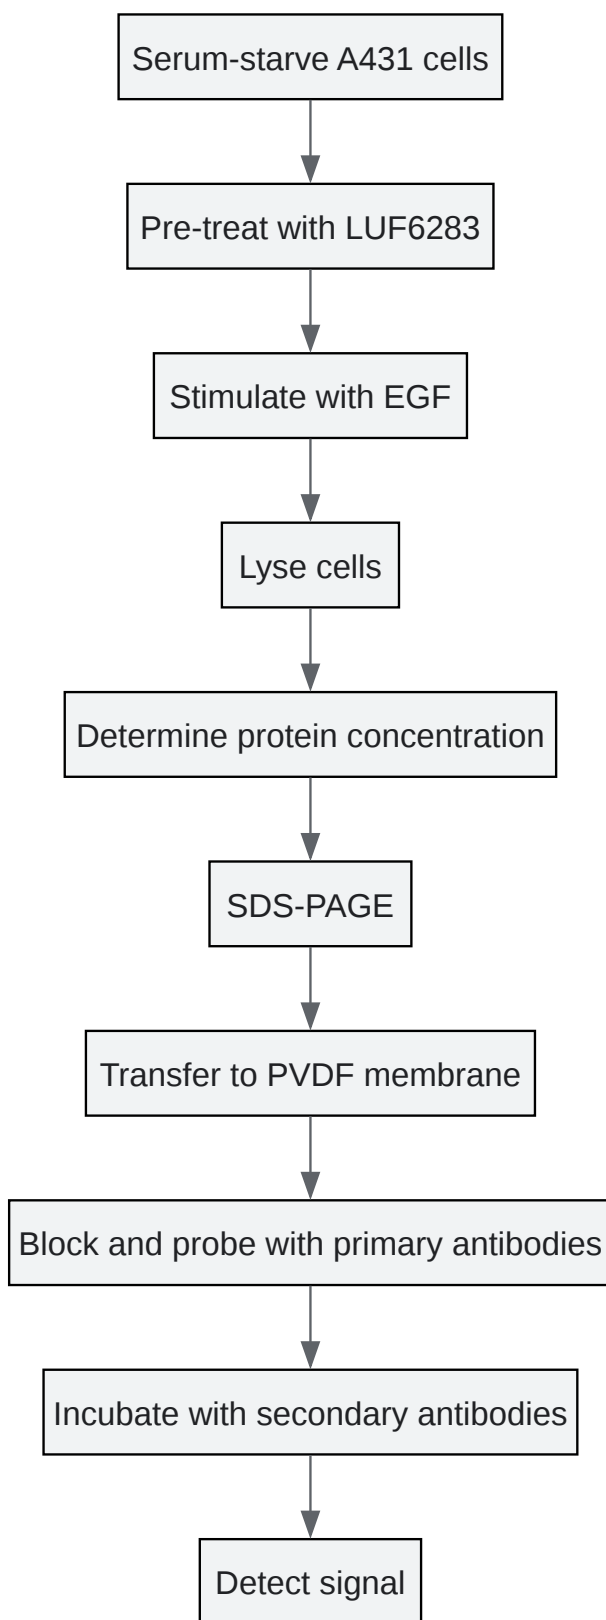 Serum-starve A431 cells
Pre-treat with LUF6283
Stimulate with EGF
Lyse cells
Determine protein concentration
SDS-PAGE
Transfer to PVDF membrane
Block and probe with primary antibodies
Incubate with secondary antibodies
Detect signal